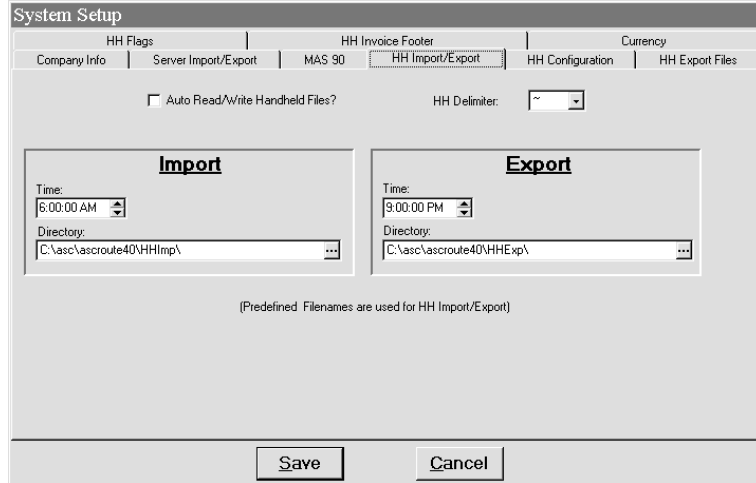 System Setup
HH Flags HH Invoice Footer Currency
Company Info Server Import/Export MAS 90 HH Import/Export HH Configuration HH Export Files
Auto Read/Write Handheld Files? HH Delimiter: ~
Import Export
Time: Time:
6:00:00 AM 9:00:00 PM
Directory: Directory:
C:\asc\ascroute40\HHImp\ ... C:\asc\ascroute40\HHExp\ ...
(Predefined Filenames are used for HH Import/Export)
Save Cancel